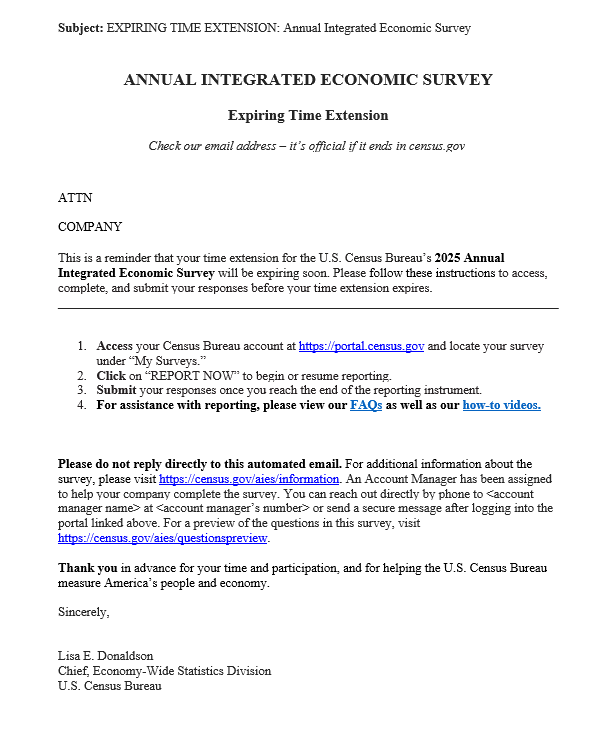 Subject: EXPIRING TIME EXTENSION: Annual Integrated Economic Survey
ANNUAL INTEGRATED ECONOMIC SURVEY
Expiring Time Extension
Check our email address – it’s official if it ends in census.gov
ATTN
COMPANY
This is a reminder that your time extension for the U.S. Census Bureau’s 2025 Annual
Integrated Economic Survey will be expiring soon. Please follow these instructions to access,
complete, and submit your responses before your time extension expires.
1. Access your Census Bureau account at https://portal.census.gov and locate your survey
under “My Surveys.”
2. Click on “REPORT NOW” to begin or resume reporting.
3. Submit your responses once you reach the end of the reporting instrument.
4. For assistance with reporting, please view our FAQs as well as our how-to videos.
Please do not reply directly to this automated email. For additional information about the
survey, please visit https://census.gov/aies/information. An Account Manager has been assigned
to help your company complete the survey. You can reach out directly by phone to <account
manager name> at <account manager’s number> or send a secure message after logging into the
portal linked above. For a preview of the questions in this survey, visit
https://census.gov/aies/questionspreview.
Thank you in advance for your time and participation, and for helping the U.S. Census Bureau
measure America’s people and economy.
Sincerely,
Lisa E. Donaldson
Chief, Economy-Wide Statistics Division
U.S. Census Bureau